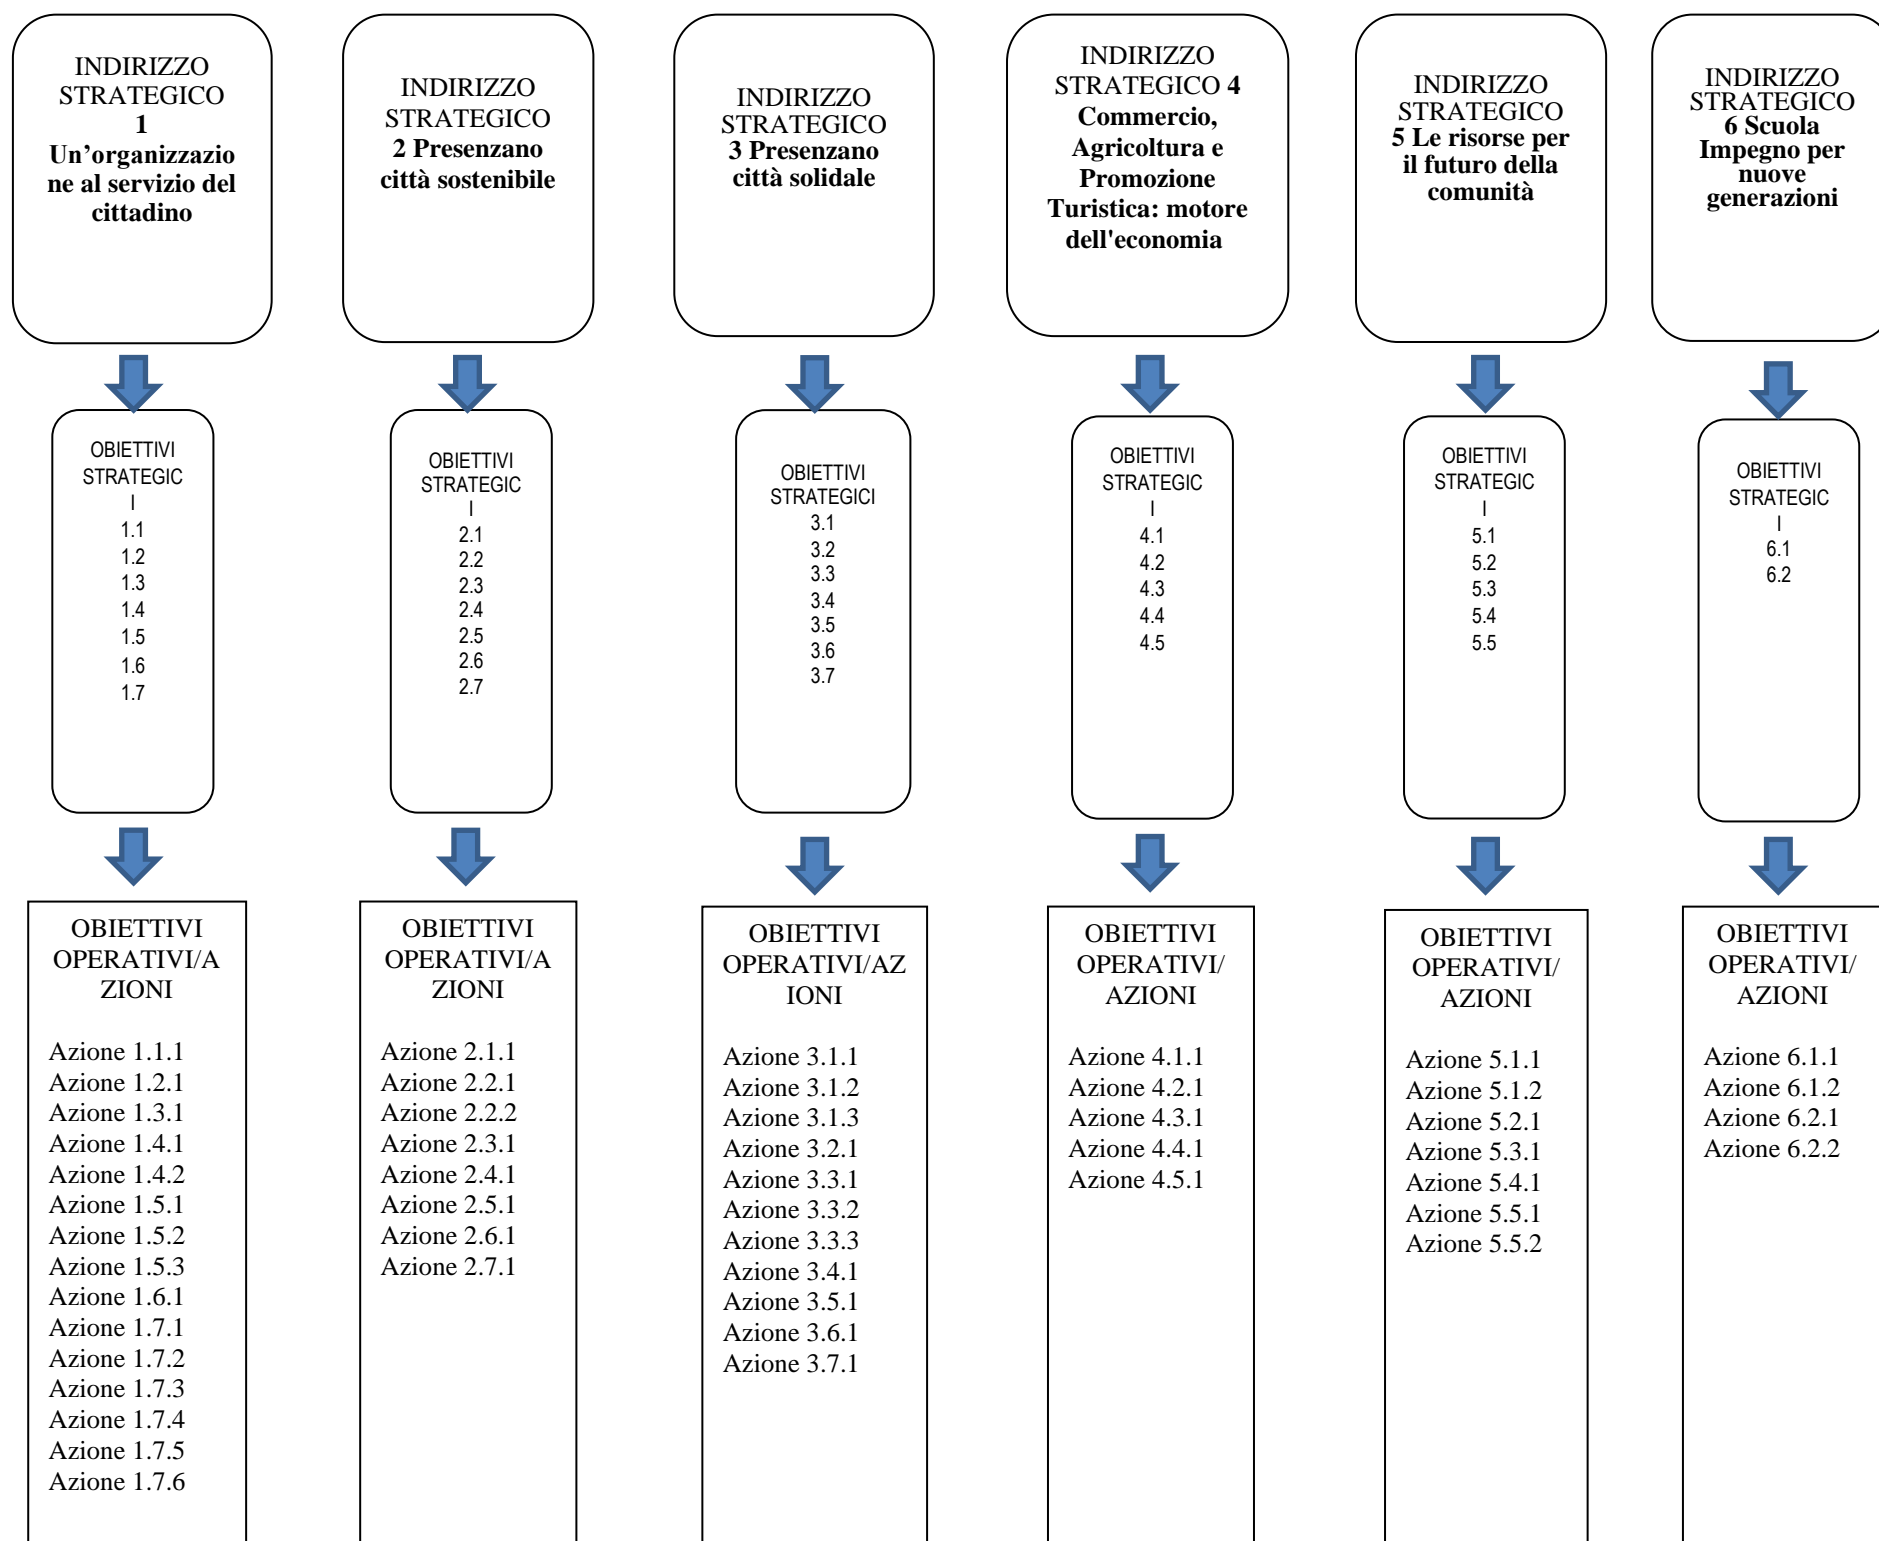 INDIRIZZO
STRATEGICO
1
Un’organizzazio
ne al servizio del
cittadino
INDIRIZZO
STRATEGICO
2 Presenzano
città sostenibile
INDIRIZZO
STRATEGICO
3 Presenzano
città solidale
INDIRIZZO
STRATEGICO 4
Commercio,
Agricoltura e
Promozione
Turistica: motore
dell'economia
INDIRIZZO
STRATEGICO
5 Le risorse per
il futuro della
comunità
INDIRIZZO
STRATEGICO
6 Scuola
Impegno per
nuove
generazioni
OBIETTIVI
STRATEGIC
I
1.1
1.2
1.3
1.4
1.5
1.6
1.7
OBIETTIVI
STRATEGIC
I
2.1
2.2
2.3
2.4
2.5
2.6
2.7
OBIETTIVI
STRATEGICI
3.1
3.2
3.3
3.4
3.5
3.6
3.7
OBIETTIVI
STRATEGIC
I
4.1
4.2
4.3
4.4
4.5
OBIETTIVI
STRATEGIC
I
5.1
5.2
5.3
5.4
5.5
OBIETTIVI
STRATEGIC
I
6.1
6.2
OBIETTIVI
OPERATIVI/A
ZIONI
Azione 1.1.1
Azione 1.2.1
Azione 1.3.1
Azione 1.4.1
Azione 1.4.2
Azione 1.5.1
Azione 1.5.2
Azione 1.5.3
Azione 1.6.1
Azione 1.7.1
Azione 1.7.2
Azione 1.7.3
Azione 1.7.4
Azione 1.7.5
Azione 1.7.6
OBIETTIVI
OPERATIVI/A
ZIONI
Azione 2.1.1
Azione 2.2.1
Azione 2.2.2
Azione 2.3.1
Azione 2.4.1
Azione 2.5.1
Azione 2.6.1
Azione 2.7.1
OBIETTIVI
OPERATIVI/AZ
IONI
Azione 3.1.1
Azione 3.1.2
Azione 3.1.3
Azione 3.2.1
Azione 3.3.1
Azione 3.3.2
Azione 3.3.3
Azione 3.4.1
Azione 3.5.1
Azione 3.6.1
Azione 3.7.1
OBIETTIVI
OPERATIVI/
AZIONI
Azione 4.1.1
Azione 4.2.1
Azione 4.3.1
Azione 4.4.1
Azione 4.5.1
OBIETTIVI
OPERATIVI/
AZIONI
Azione 5.1.1
Azione 5.1.2
Azione 5.2.1
Azione 5.3.1
Azione 5.4.1
Azione 5.5.1
Azione 5.5.2
OBIETTIVI
OPERATIVI/
AZIONI
Azione 6.1.1
Azione 6.1.2
Azione 6.2.1
Azione 6.2.2